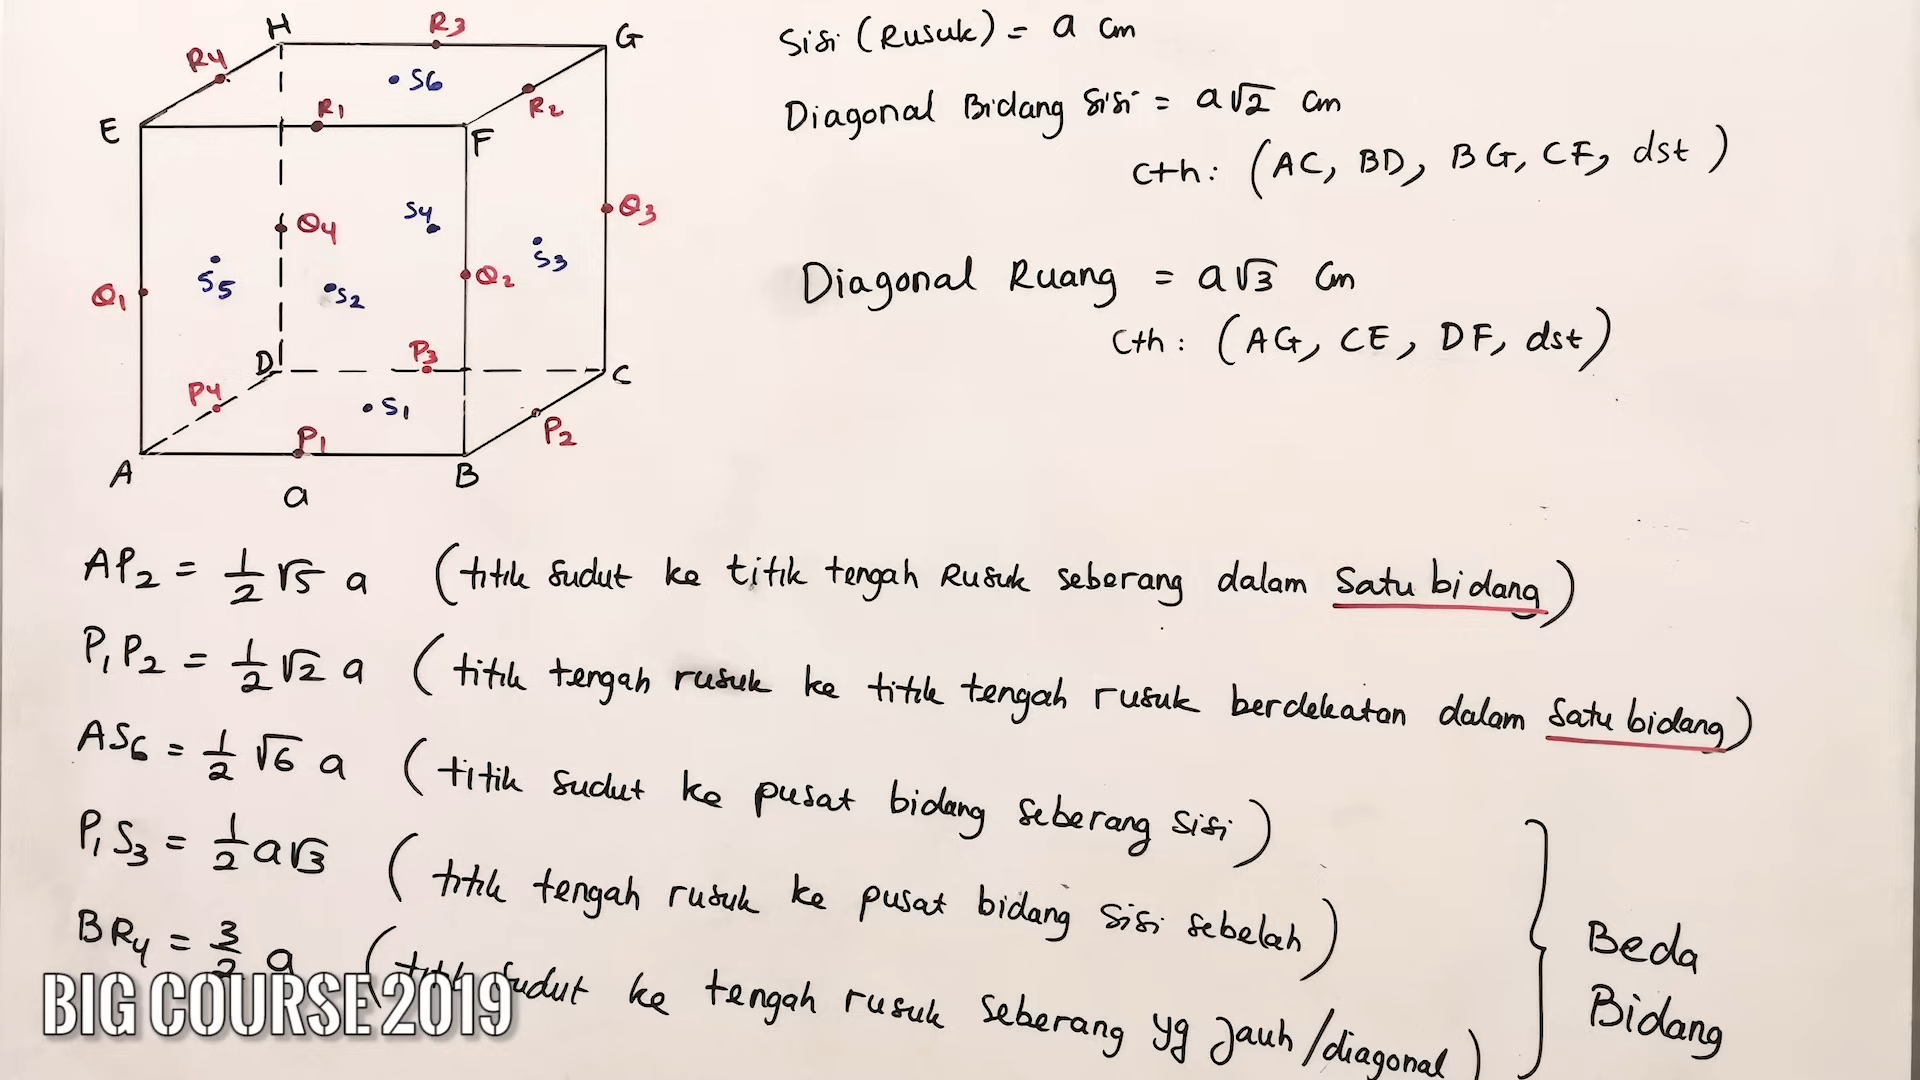 H
R3
G
R4
S6
R1
R2
E
F
S4
Q3
Q4
S3
S5
Q2
Q1
S2
D
P3
C
P4
S1
P1
P2
A
B
a
Sisi (Rusuk) = a cm
Diagonal Bidang Sisi = a√2 cm
Cth: (AC, BD, BG, CF, dst)
Diagonal Ruang = a√3 cm
Cth: (AG, CE, DF, dst)
AP2 = 1/2 √5 a (titik sudut ke titik tengah Rusuk seberang dalam satu bidang)
P1P2 = 1/2 √2 a (titik tengah rusuk ke titik tengah rusuk berdekatan dalam satu bidang)
AS6 = 1/2 √6 a (titik sudut ke pusat bidang seberang sisi)
P1S3 = 1/2 a√3 (titik tengah rusuk ke pusat bidang sisi sebelah)
BR4 = 3/2 a (titik sudut ke tengah rusuk seberang yg jauh/diagonal)
Beda
Bidang
BIG COURSE 2019